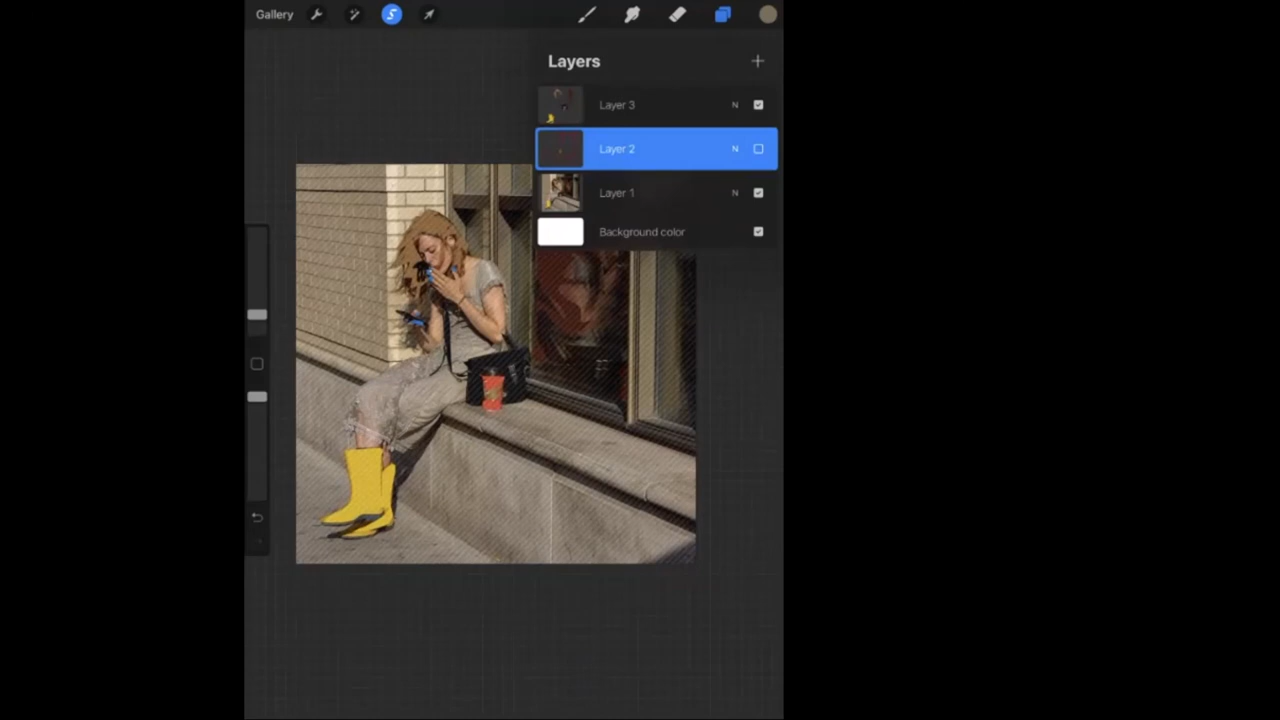 Gallery
Layers
Layer 3 N
Layer 2 N
Layer 1 N
Background color